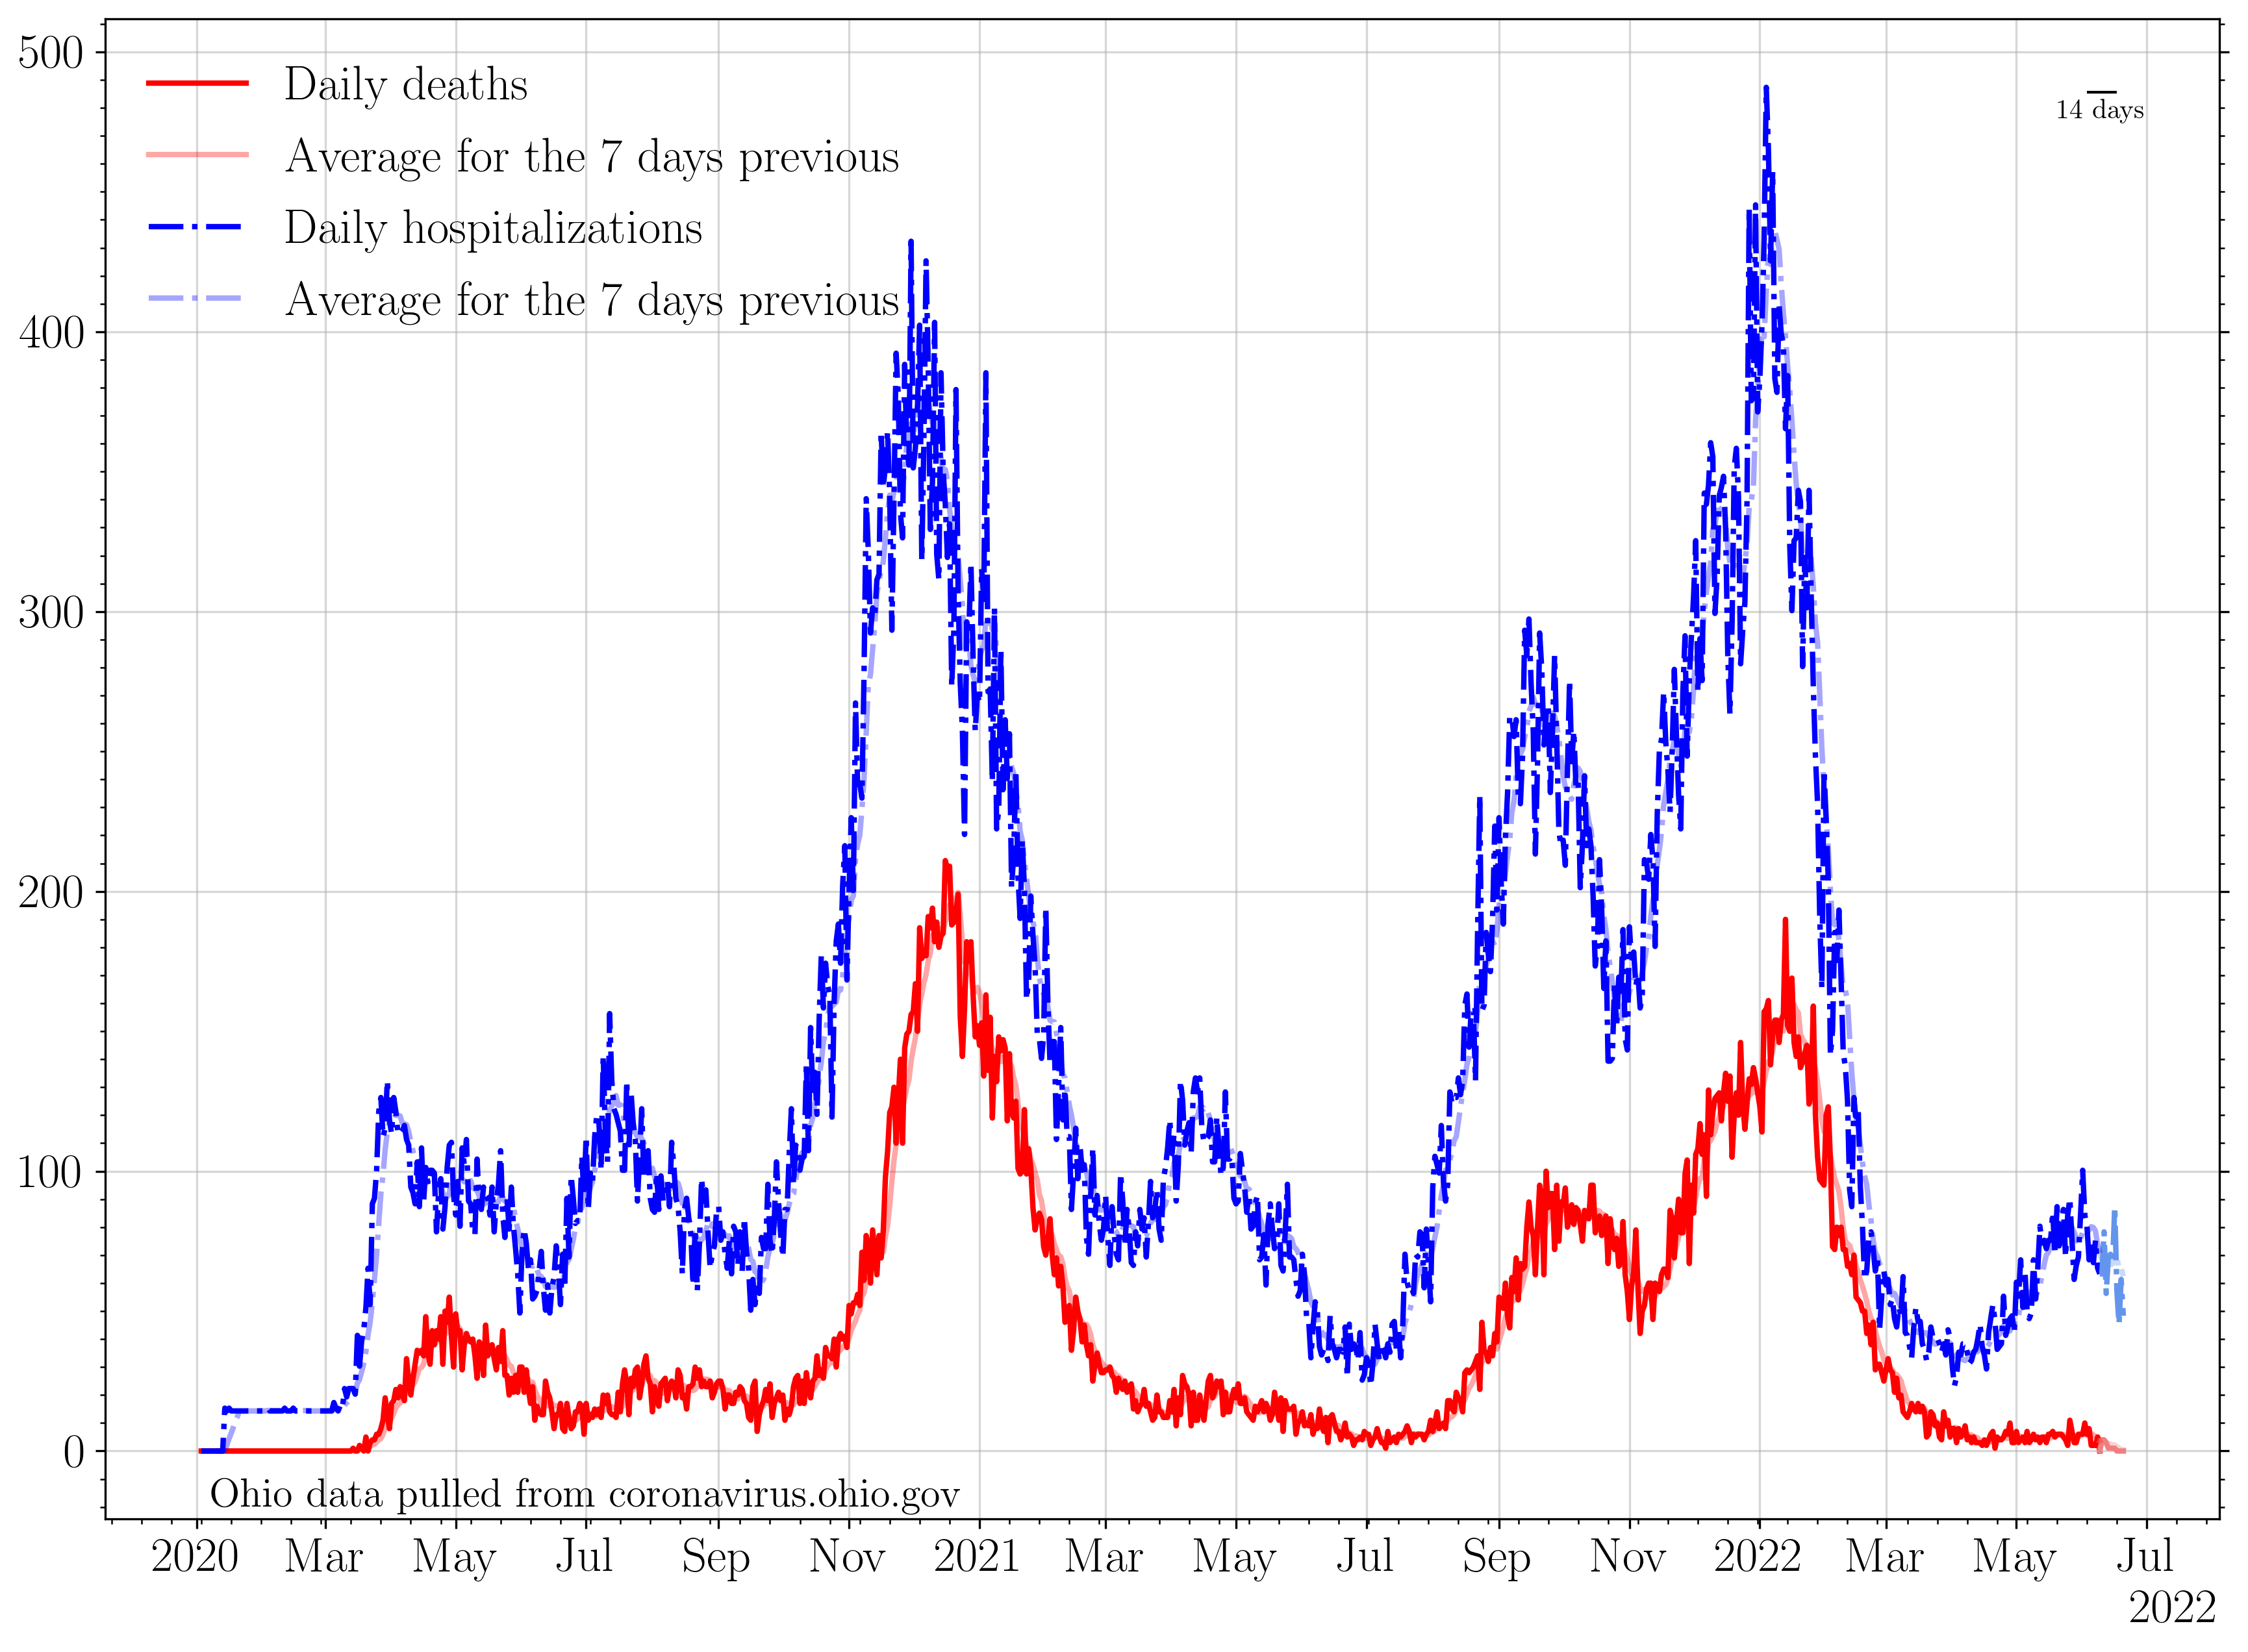 500
400
300
200
100
0
Daily deaths
Average for the 7 days previous
Daily hospitalizations
Average for the 7 days previous
14 days
Ohio data pulled from coronavirus.ohio.gov
2020 Mar May Jul Sep Nov 2021 Mar May Jul Sep Nov 2022 Mar May Jul
2022